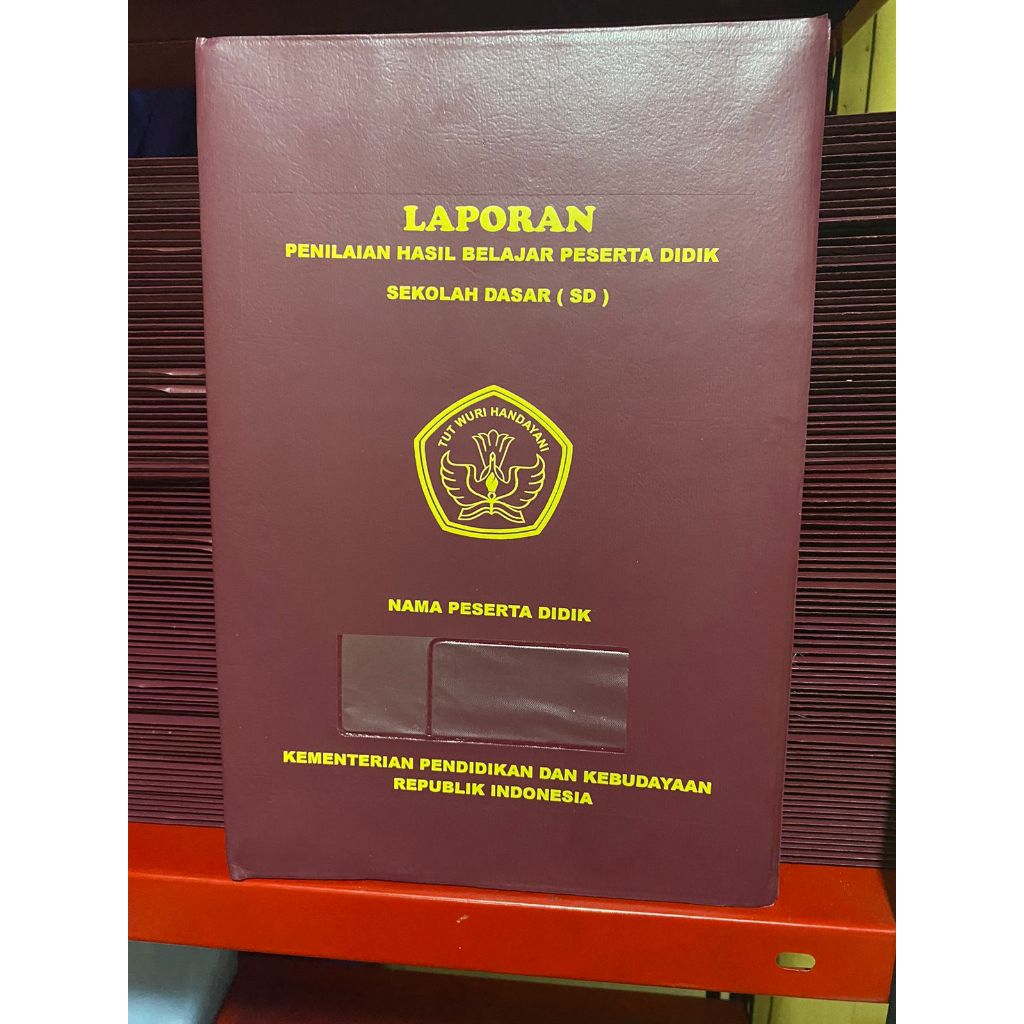 LAPORAN
PENILAIAN HASIL BELAJAR PESERTA DIDIK
SEKOLAH DASAR ( SD )
TUT WURI HANDAYANI
NAMA PESERTA DIDIK
KEMENTERIAN PENDIDIKAN DAN KEBUDAYAAN
REPUBLIK INDONESIA